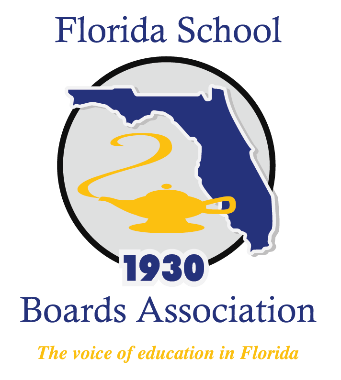 Florida School
1930
Boards Association
The voice of education in Florida